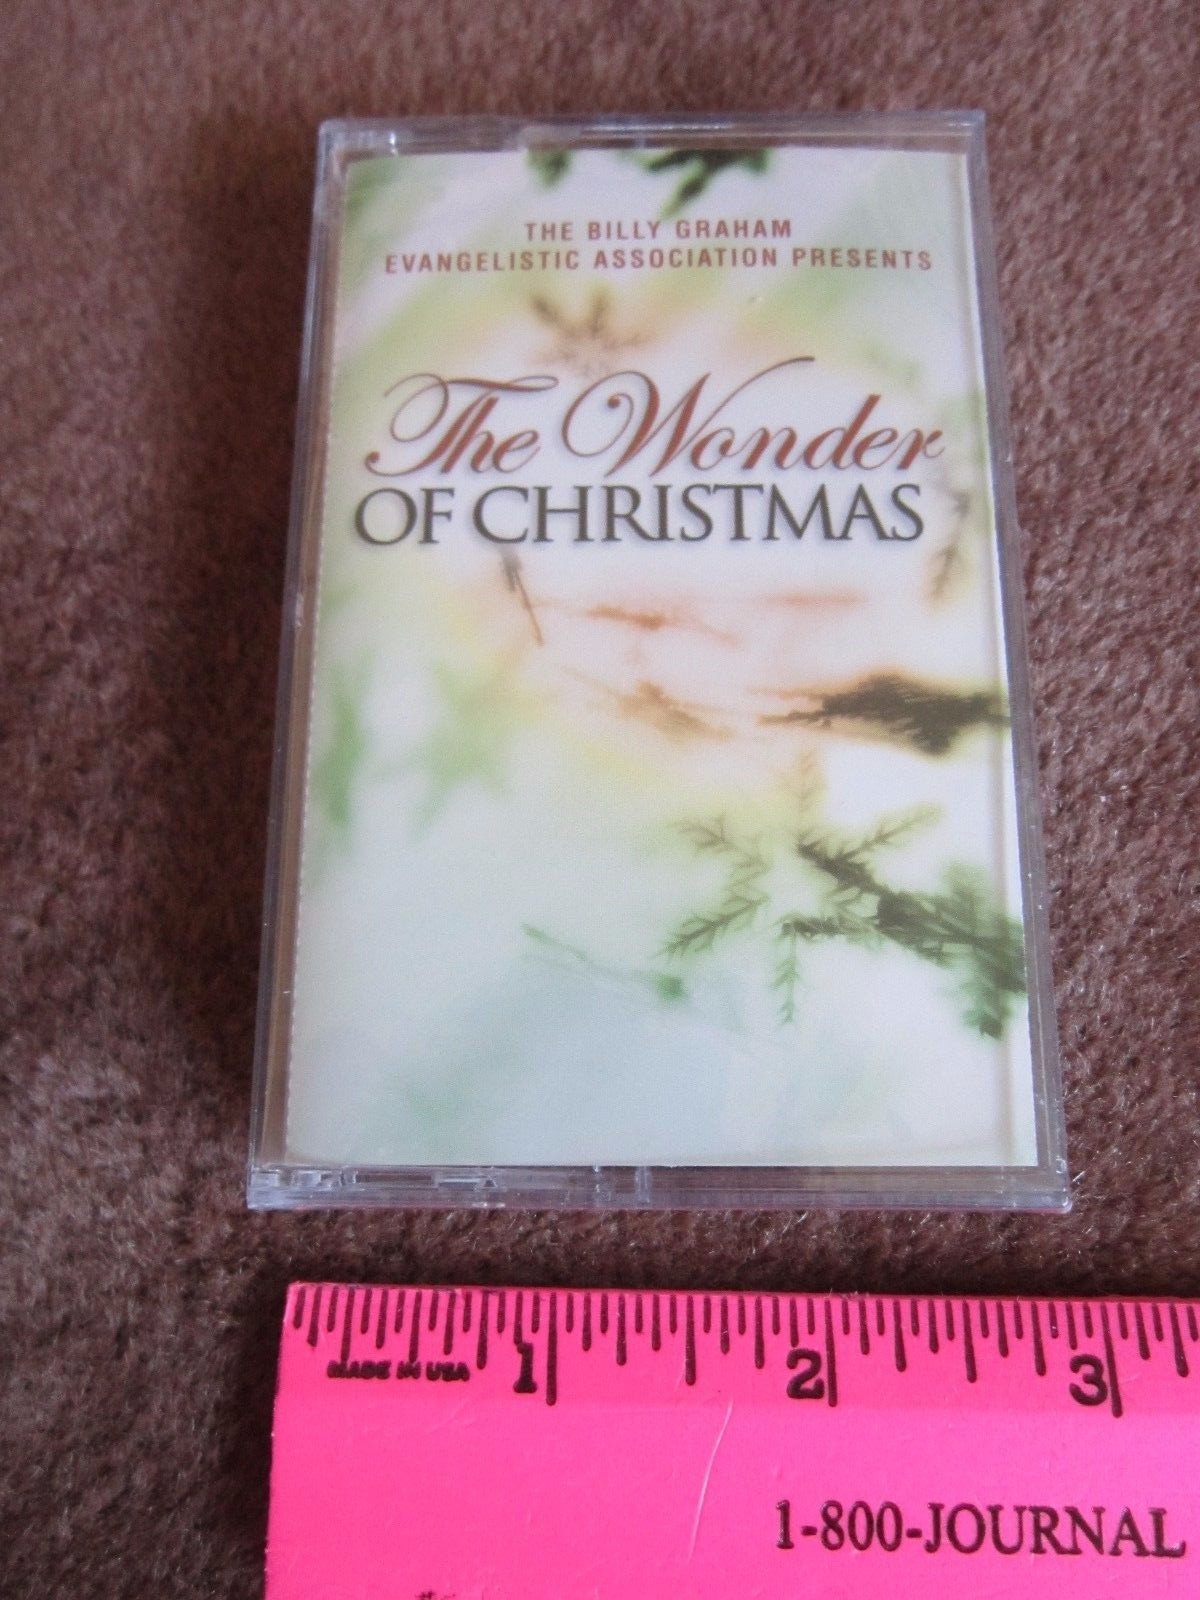 THE BILLY GRAHAM
EVANGELISTIC ASSOCIATION PRESENTS
The Wonder
OF CHRISTMAS
MADE IN USA
1 2 3
1-800-JOURNAL